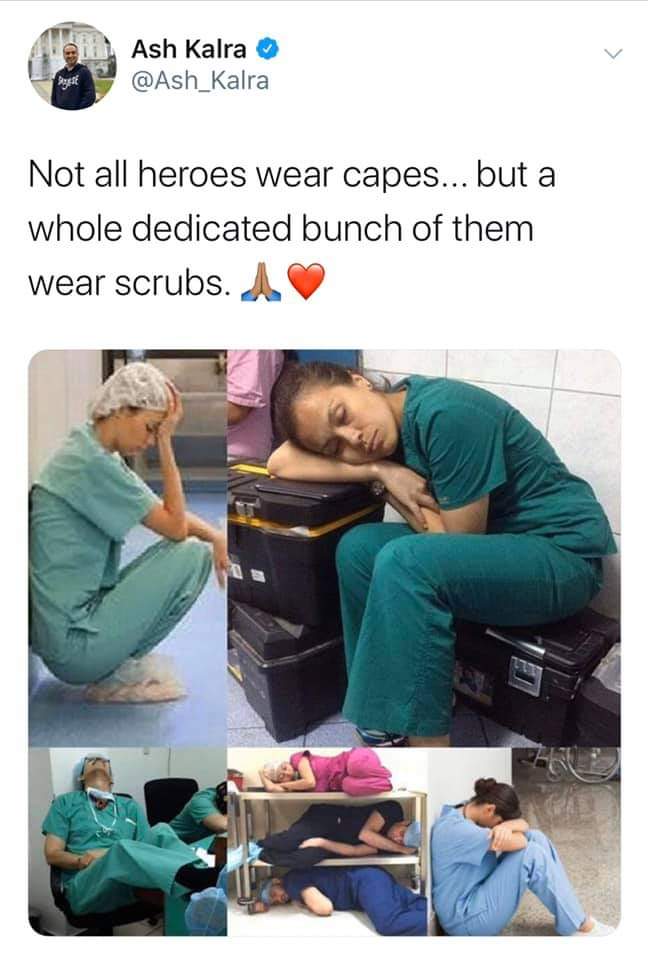 Ash Kalra
@Ash_Kalra
Not all heroes wear capes... but a
whole dedicated bunch of them
wear scrubs. 🙏🏽❤️